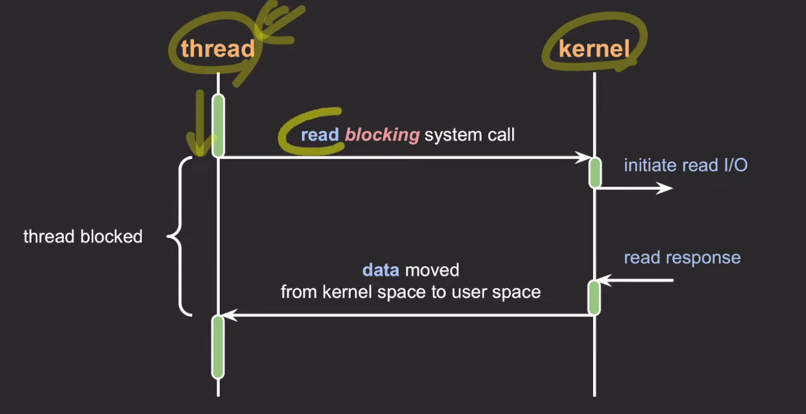 thread
kernel
read blocking system call
initiate read I/O
thread blocked
read response
data moved
from kernel space to user space